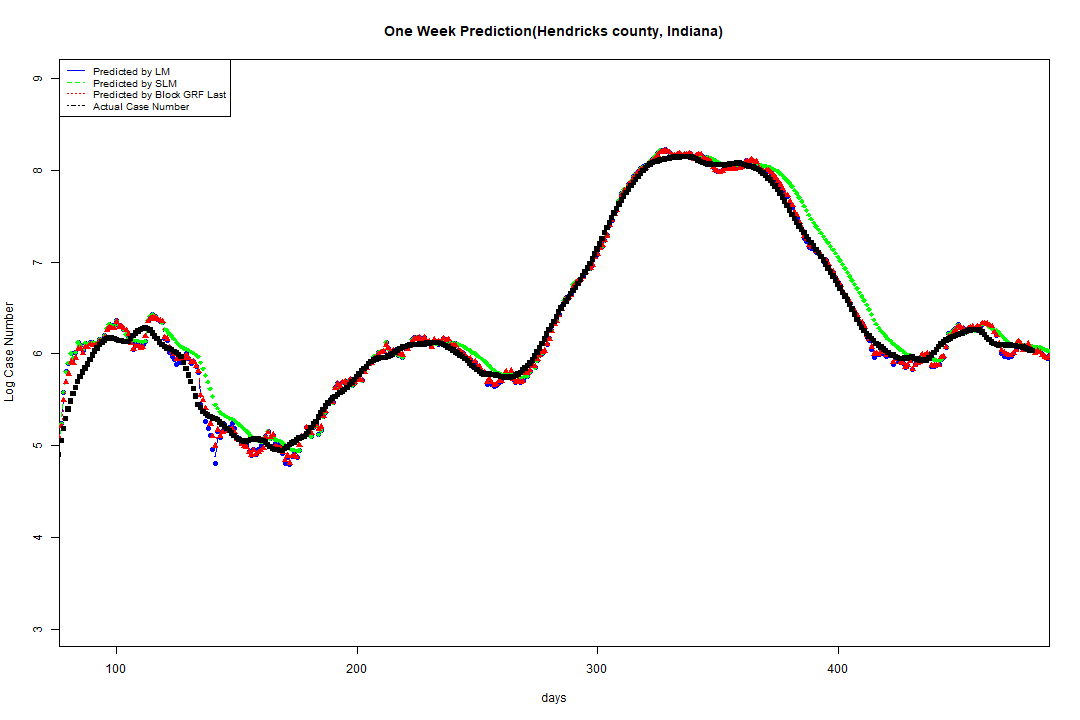 One Week Prediction(Hendricks county, Indiana)
Predicted by LM
Predicted by SLM
Predicted by Block GRF Last
Actual Case Number
9
8
7
6
5
4
3
Log Case Number
100 200 300 400
days